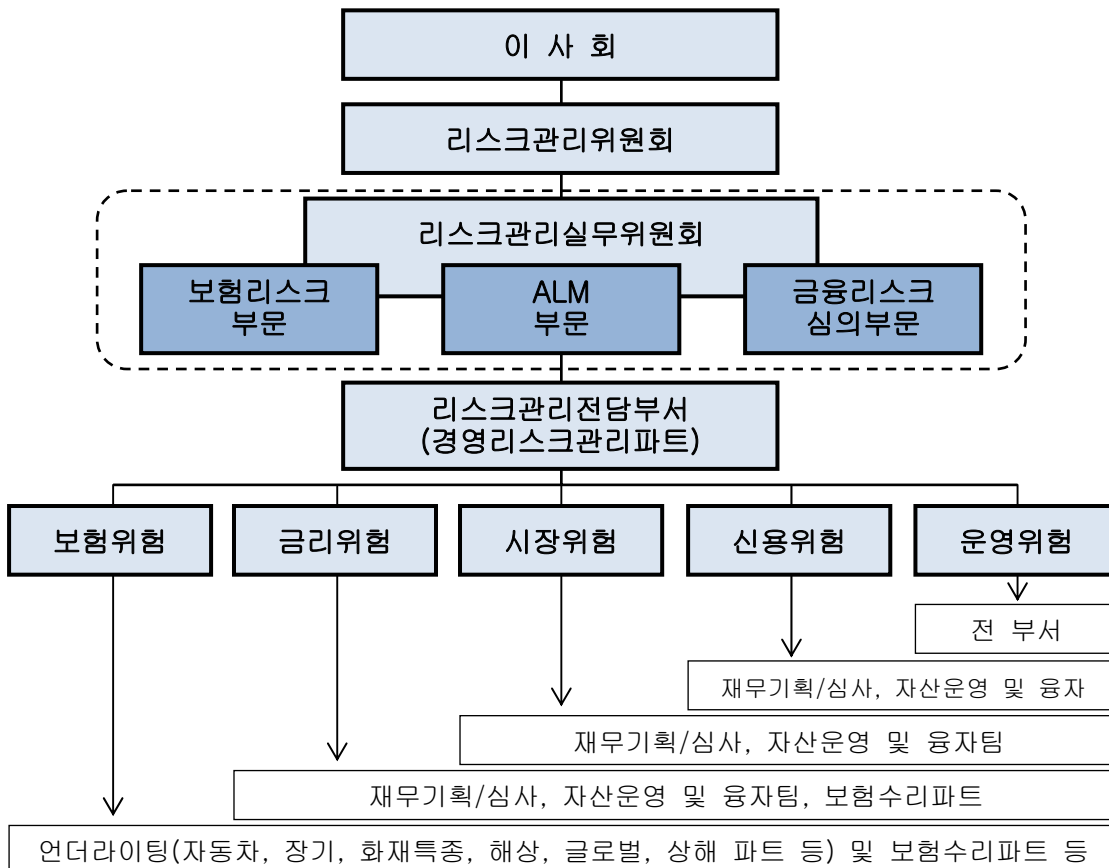 이 사 회
리스크관리위원회
리스크관리실무위원회
보험리스크
부문
ALM
부문
금융리스크
심의부문
리스크관리전담부서
(경영리스크관리파트)
보험위험
금리위험
시장위험
신용위험
운영위험
전 부서
재무기획/심사, 자산운영 및 융자
재무기획/심사, 자산운영 및 융자팀
재무기획/심사, 자산운영 및 융자팀, 보험수리파트
언더라이팅(자동차, 장기, 화재특종, 해상, 글로벌, 상해 파트 등) 및 보험수리파트 등